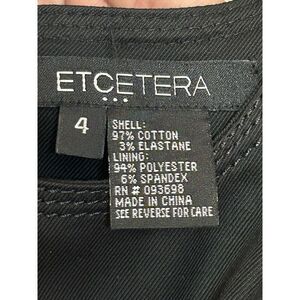 ETCETERA
4
SHELL:
97% COTTON
3% ELASTANE
LINING:
94% POLYESTER
6% SPANDEX
RN # 093698
MADE IN CHINA
SEE REVERSE FOR CARE